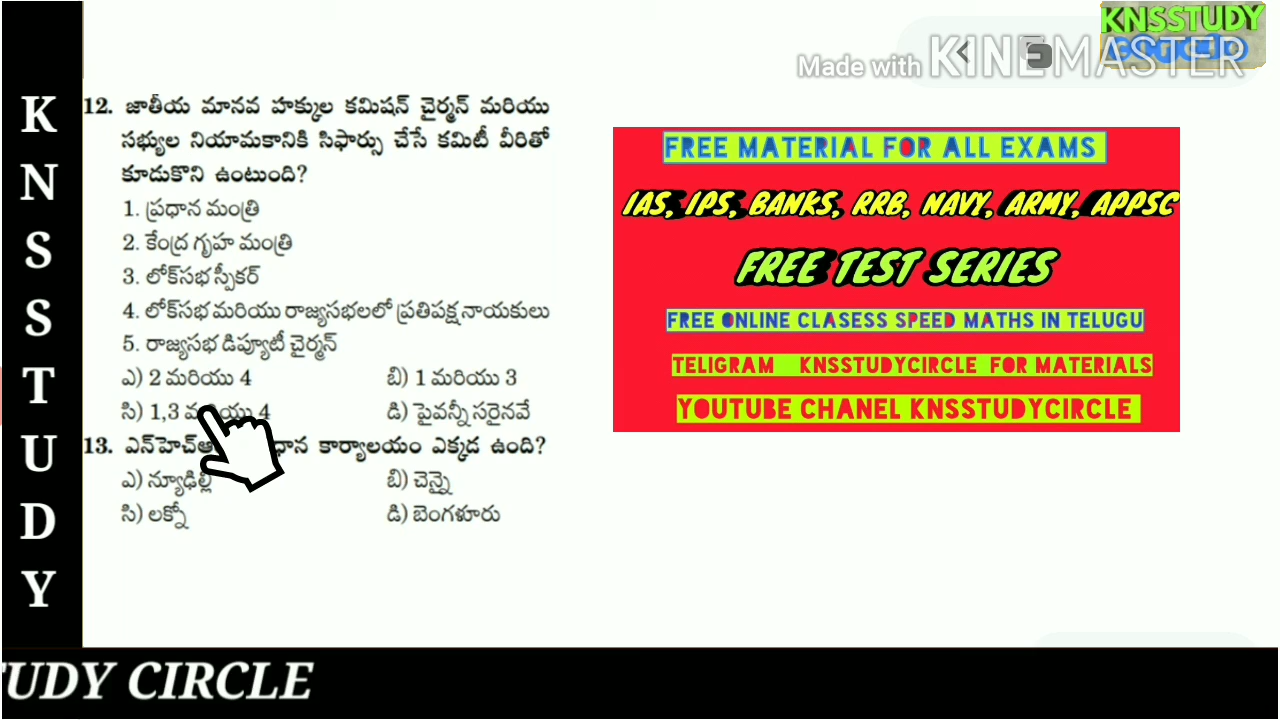 KNSSTUDY
Made with KINEMASTER
KNSSTUDY
12. జాతీయ మానవ హక్కుల కమిషన్ చైర్మన్ మరియు
సభ్యుల నియామకానికి సిఫార్సు చేసే కమిటీ వీరితో
కూడుకొని ఉంటుంది?
1. ప్రధాన మంత్రి
2. కేంద్ర గృహ మంత్రి
3. లోక్‌సభ స్పీకర్
4. లోక్‌సభ మరియు రాజ్యసభలలో ప్రతిపక్ష నాయకులు
5. రాజ్యసభ డిప్యూటీ చైర్మన్
ఎ) 2 మరియు 4 బి) 1 మరియు 3
సి) 1,3 మరియు 4 డి) పైవన్నీ సరైనవే
13. కార్యాలయం ఎక్కడ ఉంది?
ఎ) న్యూఢిల్లీ బి) చెన్నై
సి) లక్నో డి) బెంగళూరు
FREE MATERIAL FOR ALL EXAMS
IAS, IPS, BANKS, RRB, NAVY, ARMY, APPSC
FREE TEST SERIES
FREE ONLINE CLASESS SPEED MATHS IN TELUGU
TELIGRAM KNSSTUDYCIRCLE FOR MATERIALS
YOUTUBE CHANEL KNSSTUDYCIRCLE
TUDY CIRCLE